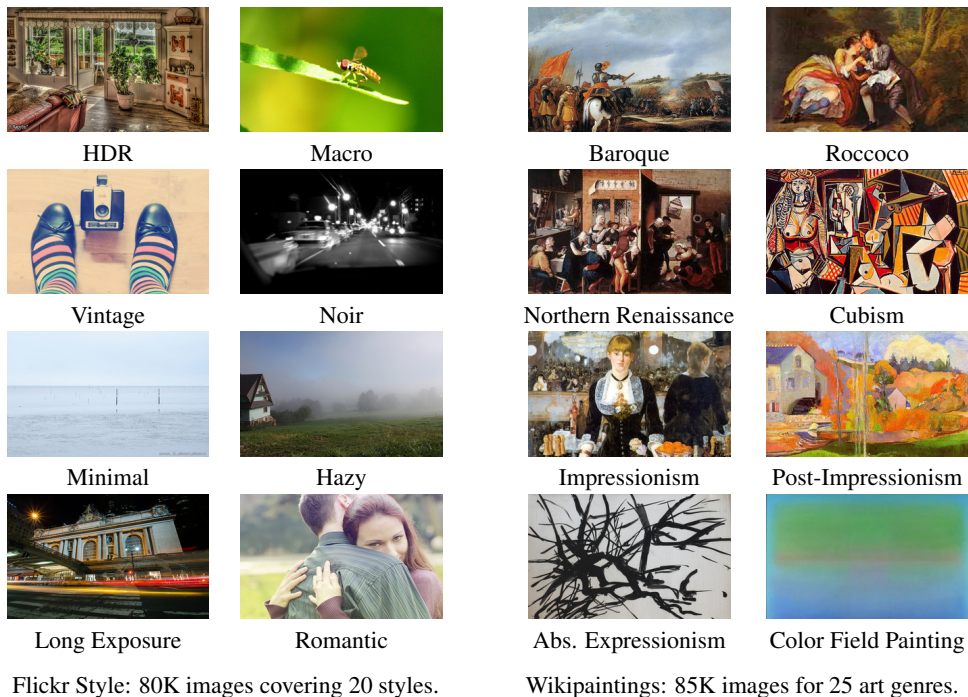 HDR
Macro
Baroque
Roccoco
Vintage
Noir
Northern Renaissance
Cubism
Minimal
Hazy
Impressionism
Post-Impressionism
Long Exposure
Romantic
Abs. Expressionism
Color Field Painting
Flickr Style: 80K images covering 20 styles.
Wikipaintings: 85K images for 25 art genres.